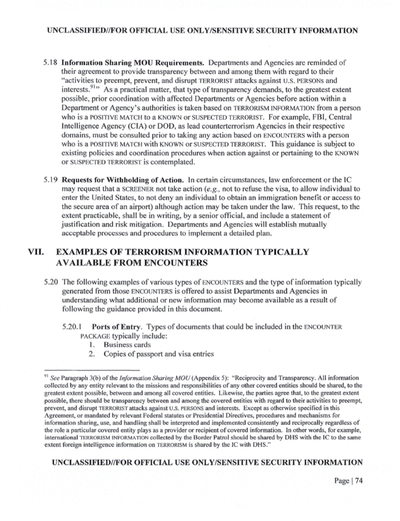 UNCLASSIFIED//FOR OFFICIAL USE ONLY/SENSITIVE SECURITY INFORMATION
5.18 Information Sharing MOU Requirements. Departments and Agencies are reminded of
their agreement to provide transparency between and among them with regard to their
"activities to preempt, prevent, and disrupt TERRORIST attacks against U.S. PERSONS and
interests.91" As a practical matter, that type of transparency demands, to the greatest extent
possible, prior coordination with affected Departments or Agencies before action within a
Department or Agency's authorities is taken based on TERRORISM INFORMATION from a person
who is a POSITIVE MATCH to a KNOWN or SUSPECTED TERRORIST. For example, FBI, Central
Intelligence Agency (CIA) or DOD, as lead counterterrorism Agencies in their respective
domains, must be consulted prior to taking any action based on ENCOUNTERS with a person
who is a POSITIVE MATCH with KNOWN or SUSPECTED TERRORIST. This guidance is subject to
existing policies and coordination procedures when action against or pertaining to the KNOWN
or SUSPECTED TERRORIST is contemplated.
5.19 Requests for Withholding of Action. In certain circumstances, law enforcement or the IC
may request that a SCREENER not take action (e.g., not to refuse the visa, to allow individual to
enter the United States, to not deny an individual to obtain an immigration benefit or access to
the secure area of an airport) although action may be taken under the law. This request, to the
extent practicable, shall be in writing, by a senior official, and include a statement of
justification and risk mitigation. Departments and Agencies will establish mutually
acceptable processes and procedures to implement a detailed plan.
VII. EXAMPLES OF TERRORISM INFORMATION TYPICALLY
AVAILABLE FROM ENCOUNTERS
5.20 The following examples of various types of ENCOUNTERS and the type of information typically
generated from those ENCOUNTERS is offered to assist Departments and Agencies in
understanding what additional or new information may become available as a result of
following the guidance provided in this document.
5.20.1 Ports of Entry. Types of documents that could be included in the ENCOUNTER
PACKAGE typically include:
1. Business cards
2. Copies of passport and visa entries
91 See Paragraph 3(b) of the Information Sharing MOU (Appendix 5): "Reciprocity and Transparency. All information
collected by any entity relevant to the missions and responsibilities of any other covered entities should be shared, to the
greatest extent possible, between and among all covered entities. Likewise, the parties agree that, to the greatest extent
possible, there should be transparency between and among the covered entities with regard to their activities to preempt,
prevent, and disrupt TERRORIST attacks against U.S. PERSONS and interests. Except as otherwise specified in this
Agreement, or mandated by relevant Federal statutes or Presidential Directives, procedures and mechanisms for
information sharing, use, and handling shall be interpreted and implemented consistently and reciprocally regardless of
the role a particular covered entity plays as a provider or recipient of covered information. In other words, for example,
international TERRORISM INFORMATION collected by the Border Patrol should be shared by DHS with the IC to the same
extent foreign intelligence information on TERRORISM is shared by the IC with DHS."
UNCLASSIFIED//FOR OFFICIAL USE ONLY/SENSITIVE SECURITY INFORMATION
Page | 74